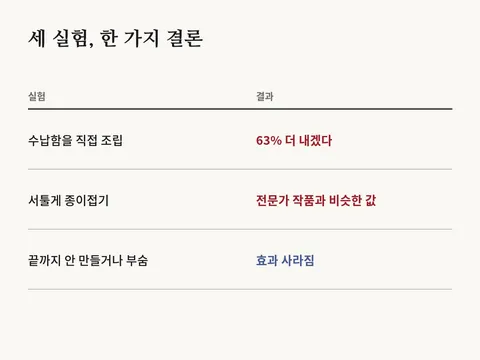 세 실험, 한 가지 결론
실험 결과
수납함을 직접 조립 63% 더 내겠다
서툴게 종이접기 전문가 작품과 비슷한 값
끝까지 안 만들거나 부숨 효과 사라짐